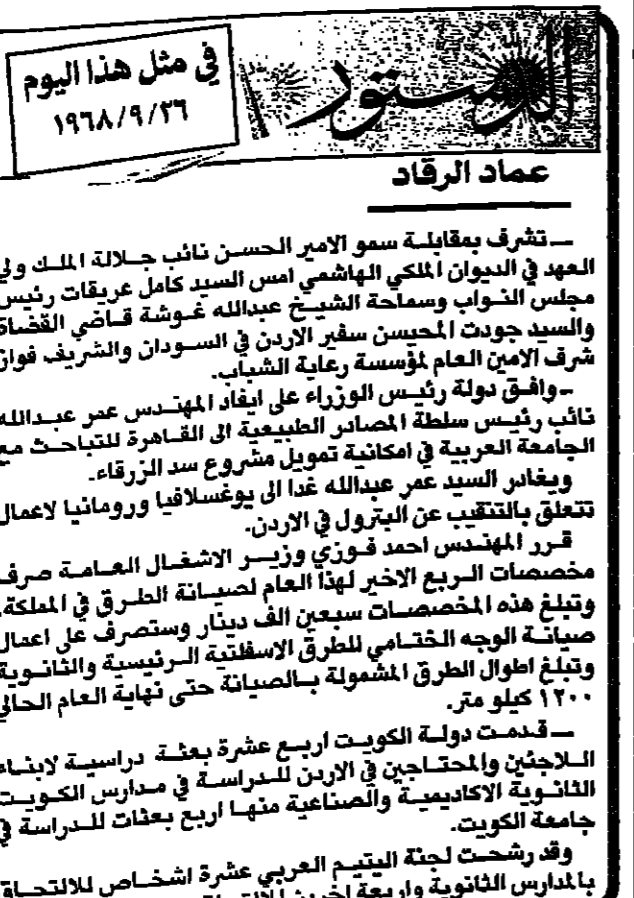 الدستور
في مثل هذا اليوم
١٩٦٨/٩/٢٦
عماد الرقاد
ــ تشرف بمقابلة سمو الامير الحسن نائب جلالة الملك ولي
العهد في الديوان الملكي الهاشمي امس السيد كامل عريقات رئيس
مجلس النواب وسماحة الشيخ عبدالله غوشة قاضي القضاة
والسيد جودت المحيسن سفير الاردن في السودان والشريف فواز
شرف الامين العام لمؤسسة رعاية الشباب.
ـ وافق دولة رئيس الوزراء على ايفاد المهندس عمر عبدالله
نائب رئيس سلطة المصادر الطبيعية الى القاهرة للتباحث مع
الجامعة العربية في امكانية تمويل مشروع سد الزرقاء.
ويغادر السيد عمر عبدالله غدا الى يوغسلافيا ورومانيا لاعمال
تتعلق بالتنقيب عن البترول في الاردن.
قرر المهندس احمد فوزي وزير الاشغال العامة صرف
مخصصات الربع الاخير لهذا العام لصيانة الطرق في المملكة.
وتبلغ هذه المخصصات سبعين الف دينار وستصرف على اعمال
صيانة الوجه الختامي للطرق الاسفلتية الرئيسية والثانوية
وتبلغ اطوال الطرق المشمولة بالصيانة حتى نهاية العام الحالي
١٢٠٠ كيلو متر.
ــ قدمت دولة الكويت اربع عشرة بعثة دراسية لابناء
اللاجئين والمحتاجين في الاردن للدراسة في مدارس الكويت
الثانوية الاكاديمية والصناعية منها اربع بعثات للدراسة في
جامعة الكويت.
وقد رشحت لجنة اليتيم العربي عشرة اشخاص للالتحاق
بالمدارس الثانوية واربعة اخرين